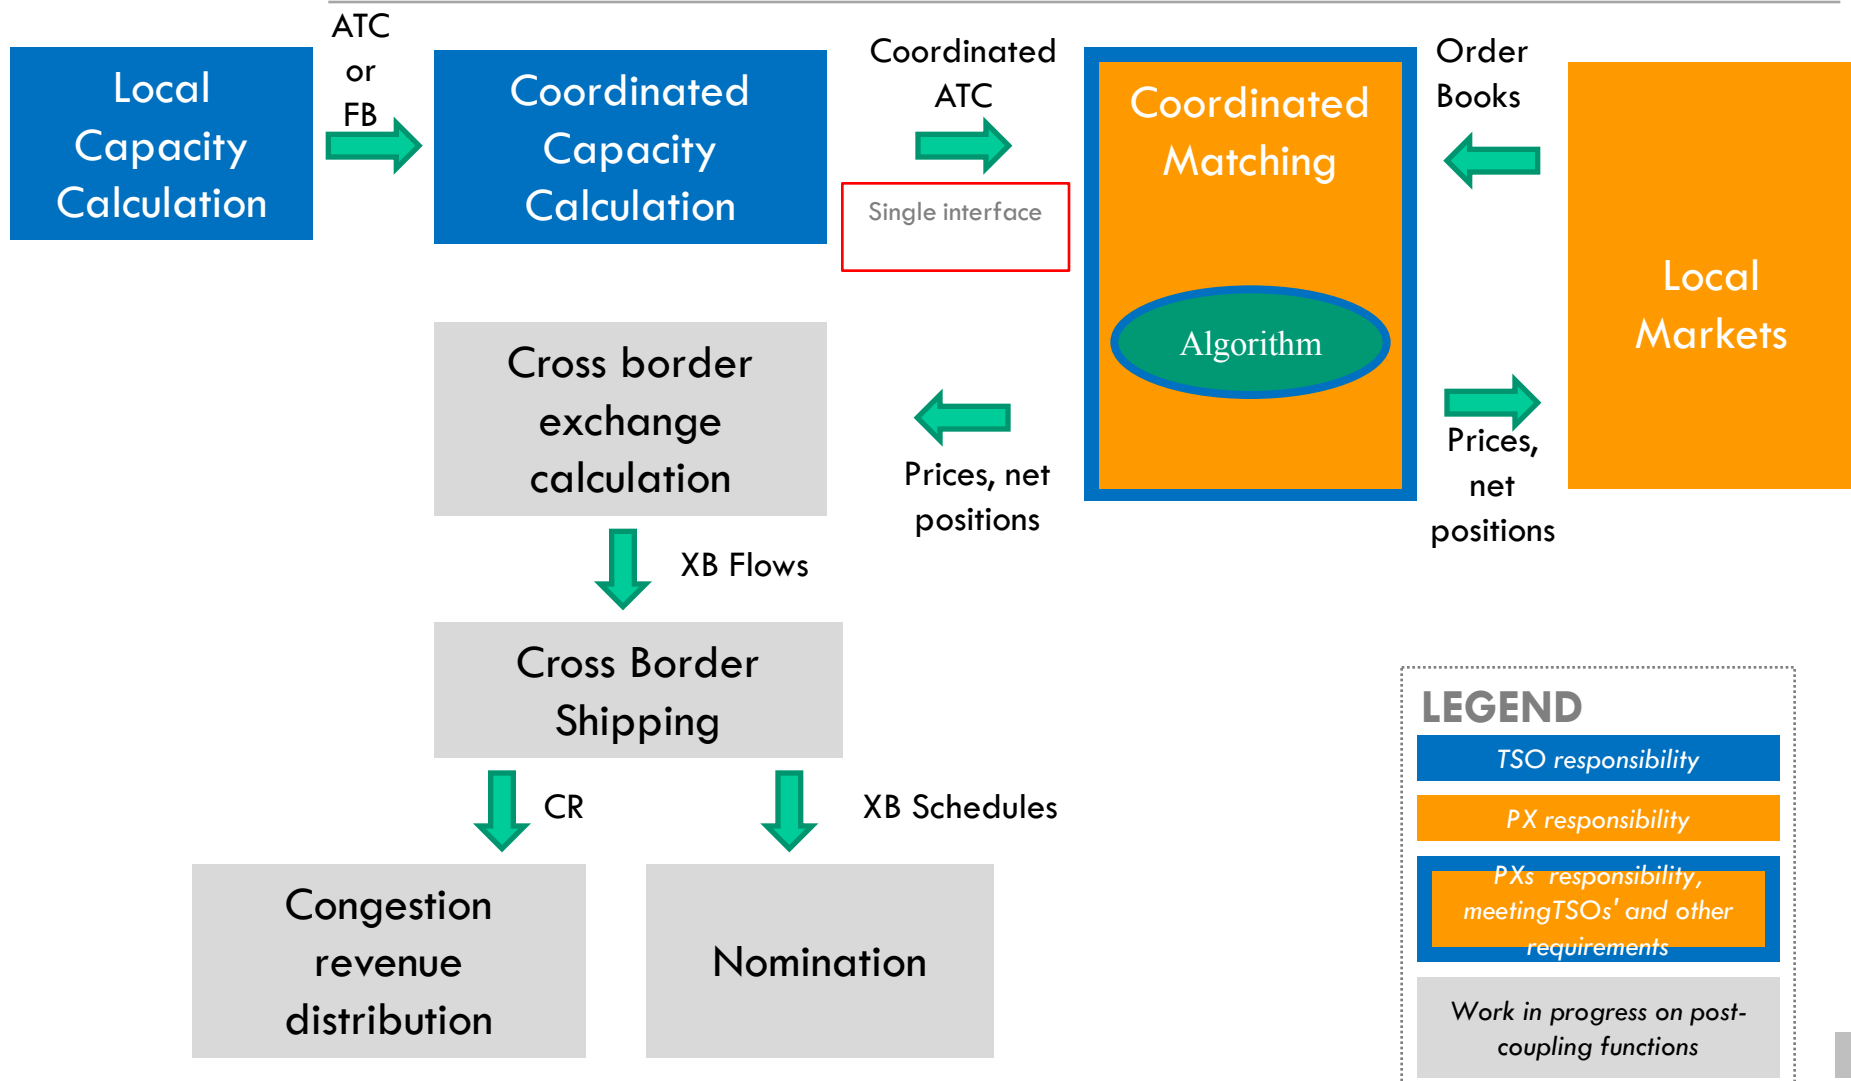 Local
Capacity
Calculation
ATC
or
FB
Coordinated
Capacity
Calculation
Coordinated
ATC
Single interface
Coordinated
Matching
Algorithm
Order
Books
Local
Markets
Prices,
net
positions
Prices, net
positions
Cross border
exchange
calculation
XB Flows
Cross Border
Shipping
CR
XB Schedules
Congestion
revenue
distribution
Nomination
LEGEND
TSO responsibility
PX responsibility
PXs responsibility,
meetingTSOs' and other
requirements
Work in progress on post-
coupling functions